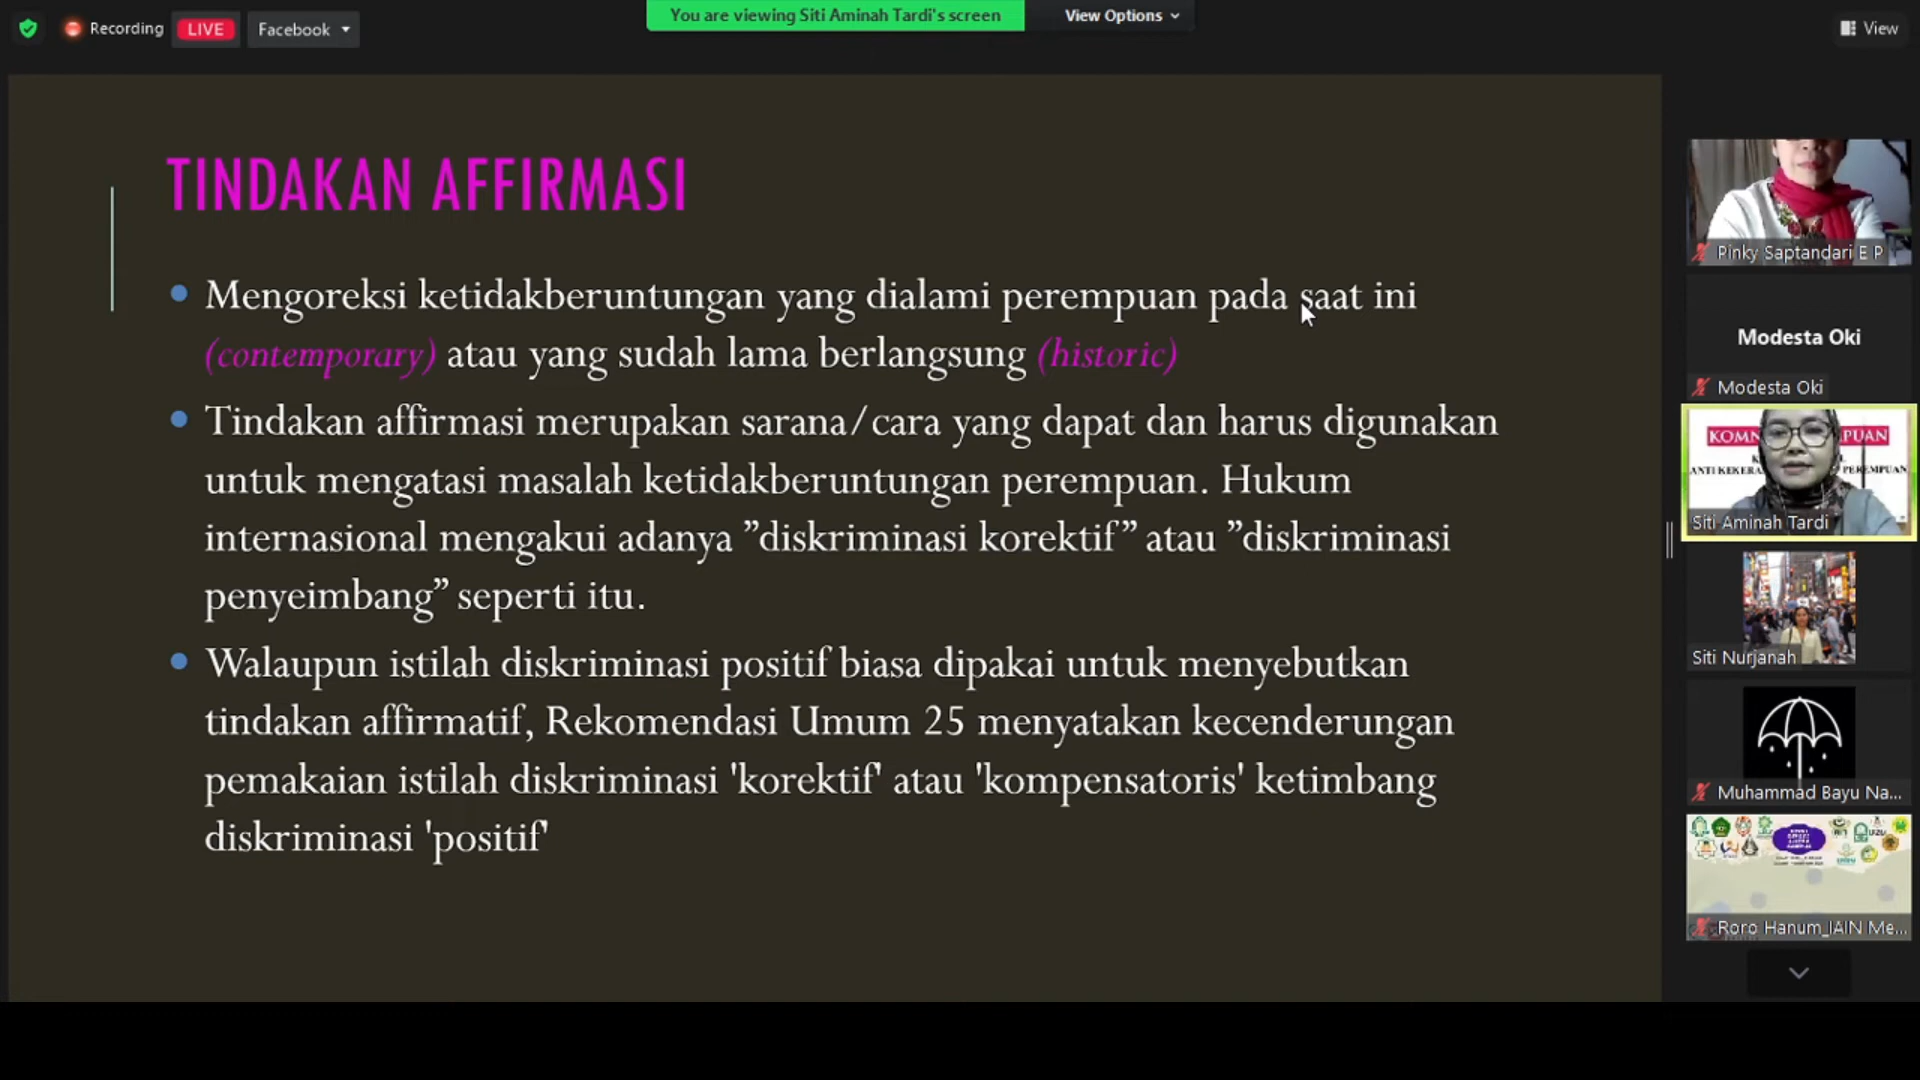 Recording
LIVE
Facebook
You are viewing Siti Aminah Tardi's screen
View Options
View
TINDAKAN AFFIRMASI
Mengoreksi ketidakberuntungan yang dialami perempuan pada saat ini
(contemporary) atau yang sudah lama berlangsung (historic)
Tindakan affirmasi merupakan sarana/cara yang dapat dan harus digunakan
untuk mengatasi masalah ketidakberuntungan perempuan. Hukum
internasional mengakui adanya ”diskriminasi korektif” atau ”diskriminasi
penyeimbang” seperti itu.
Walaupun istilah diskriminasi positif biasa dipakai untuk menyebutkan
tindakan affirmatif, Rekomendasi Umum 25 menyatakan kecenderungan
pemakaian istilah diskriminasi 'korektif' atau 'kompensatoris' ketimbang
diskriminasi 'positif'
Pinky Saptandari E P
Modesta Oki
Modesta Oki
PUAN
PEREMPUAN
Siti Aminah Tardi
Siti Nurjanah
Muhammad Bayu Na...
Roro Hanum_IAIN Me...